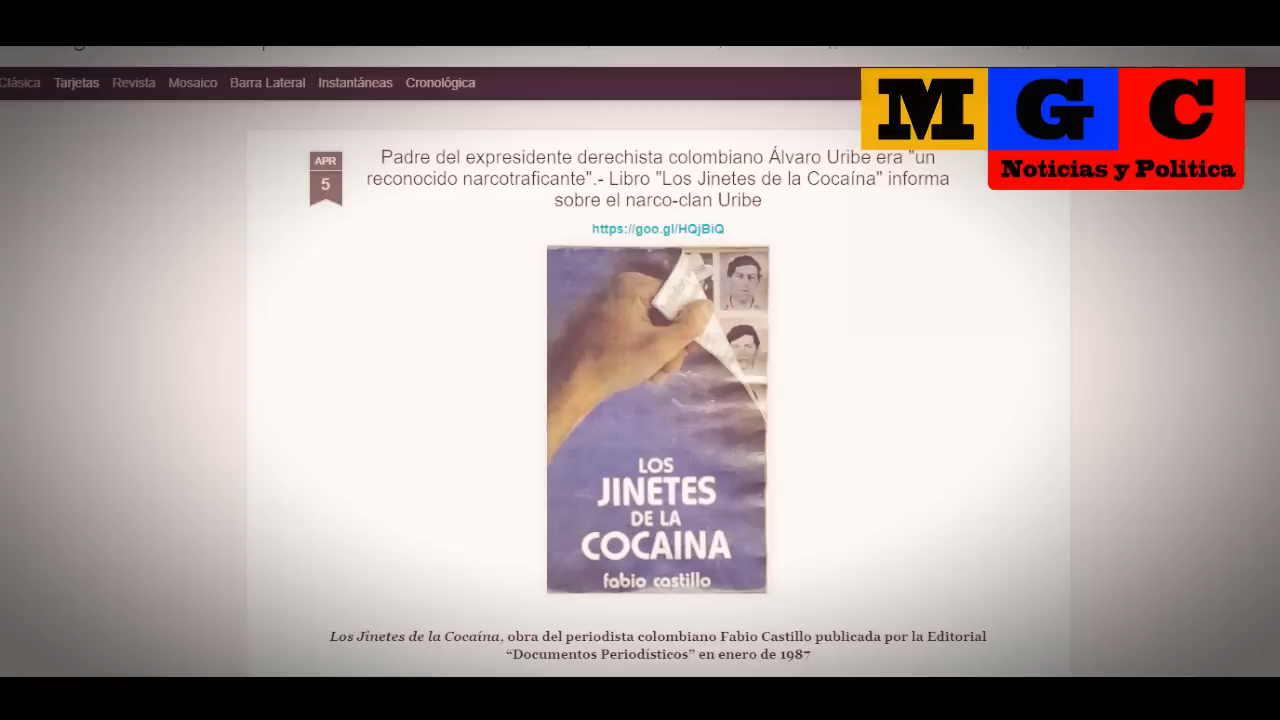 Clásica Tarjetas Revista Mosaico Barra Lateral Instantáneas Cronológica
M G C
Noticias y Politica
APR
5
Padre del expresidente derechista colombiano Álvaro Uribe era "un
reconocido narcotraficante".- Libro "Los Jinetes de la Cocaína" informa
sobre el narco-clan Uribe
https://goo.gl/HQjBiQ
LOS
JINETES
DE LA
COCAINA
fabio castillo
Los Jinetes de la Cocaína, obra del periodista colombiano Fabio Castillo publicada por la Editorial
“Documentos Periodísticos” en enero de 1987